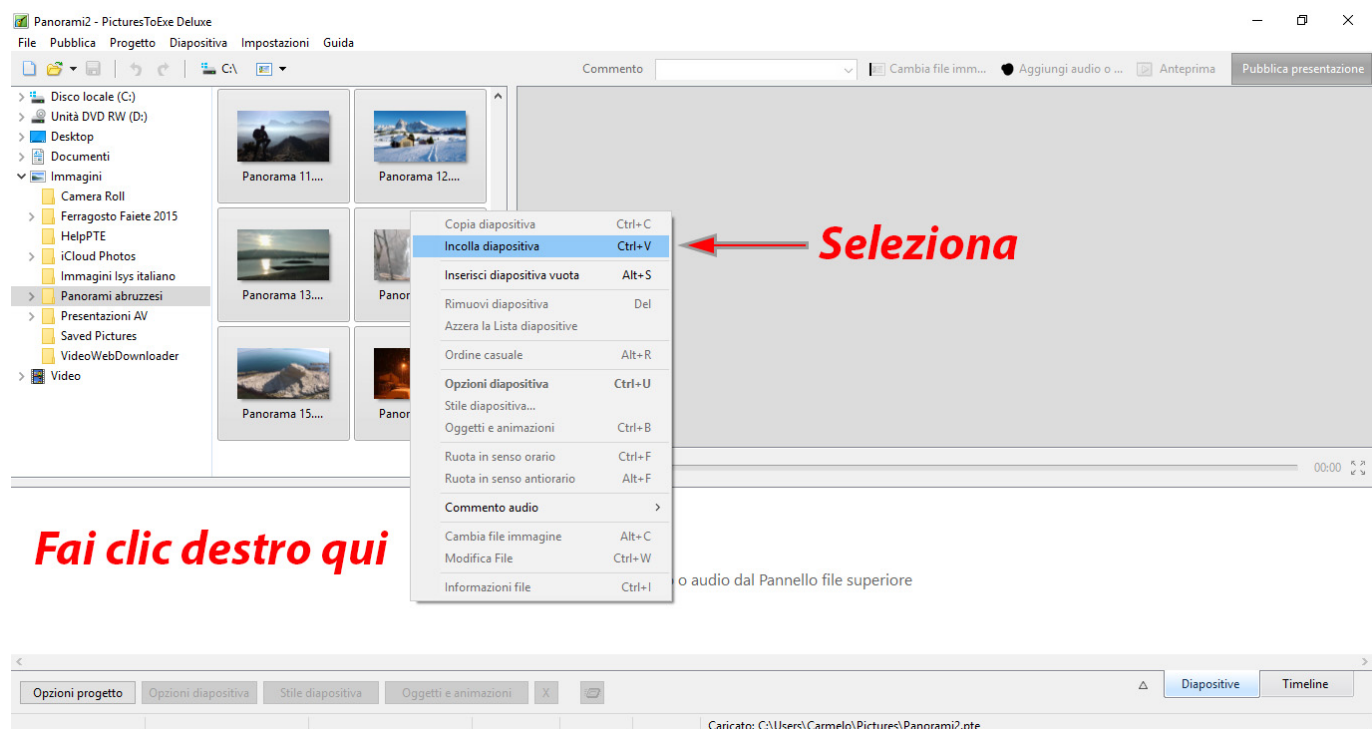 Panorami2 - PicturesToExe Deluxe
File Pubblica Progetto Diapositiva Impostazioni Guida
C:\
Commento
Cambia file imm...
Aggiungi audio o ...
Anteprima
Pubblica presentazione
Disco locale (C:)
Unità DVD RW (D:)
Desktop
Documenti
Immagini
Camera Roll
Ferragosto Faiete 2015
HelpPTE
iCloud Photos
Immagini Isys italiano
Panorami abruzzesi
Presentazioni AV
Saved Pictures
VideoWebDownloader
Video
Panorama 11....
Panorama 12....
Panorama 13....
Panor
Panorama 15....
Panor
Copia diapositiva Ctrl+C
Incolla diapositiva Ctrl+V
Inserisci diapositiva vuota Alt+S
Rimuovi diapositiva Del
Azzera la Lista diapositive
Ordine casuale Alt+R
Opzioni diapositiva Ctrl+U
Stile diapositiva...
Oggetti e animazioni Ctrl+B
Ruota in senso orario Ctrl+F
Ruota in senso antiorario Alt+F
Commento audio
Cambia file immagine Alt+C
Modifica File Ctrl+W
Informazioni file Ctrl+I
Seleziona
00:00
Fai clic destro qui
o audio dal Pannello file superiore
Opzioni progetto
Opzioni diapositiva
Stile diapositiva
Oggetti e animazioni
X
Diapositive
Timeline
Caricato: C:\Users\Carmelo\Pictures\Panorami2.pte